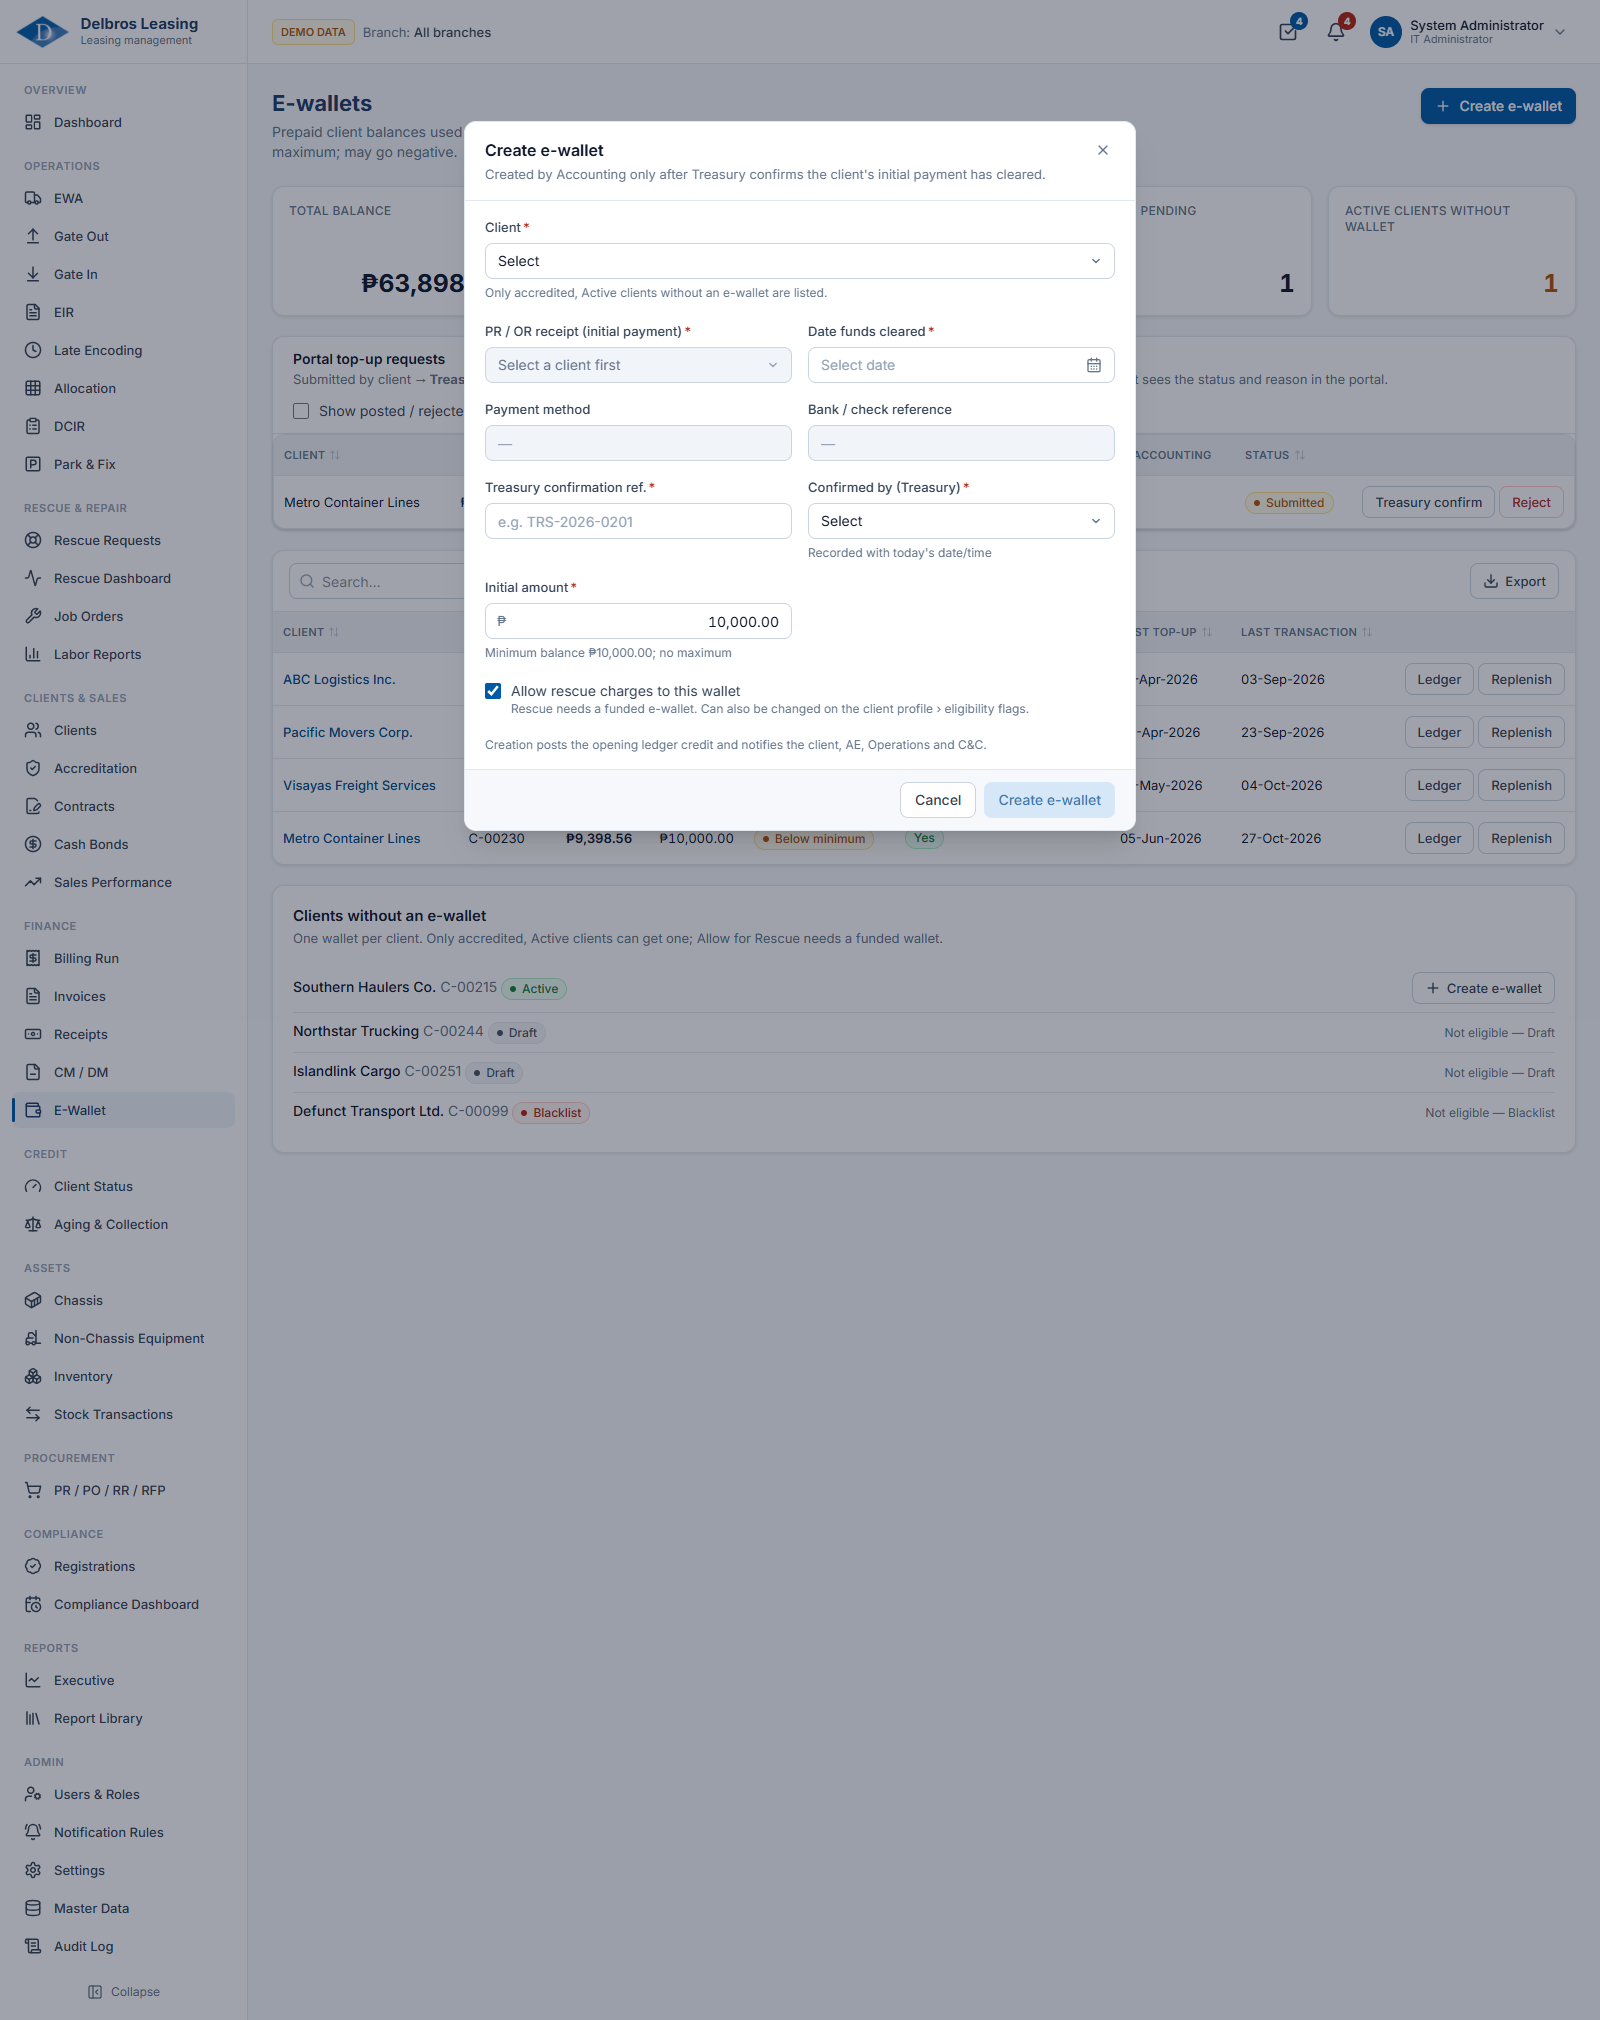 Delbros Leasing
Leasing management
DEMO DATA
Branch: All branches
4
4
SA
System Administrator
IT Administrator
OVERVIEW
Dashboard
OPERATIONS
EWA
Gate Out
Gate In
EIR
Late Encoding
Allocation
DCIR
Park & Fix
RESCUE & REPAIR
Rescue Requests
Rescue Dashboard
Job Orders
Labor Reports
CLIENTS & SALES
Clients
Accreditation
Contracts
Cash Bonds
Sales Performance
FINANCE
Billing Run
Invoices
Receipts
CM / DM
E-Wallet
CREDIT
Client Status
Aging & Collection
ASSETS
Chassis
Non-Chassis Equipment
Inventory
Stock Transactions
PROCUREMENT
PR / PO / RR / RFP
COMPLIANCE
Registrations
Compliance Dashboard
REPORTS
Executive
Report Library
ADMIN
Users & Roles
Notification Rules
Settings
Master Data
Audit Log
Collapse
E-wallets
Prepaid client balances used
maximum; may go negative.
Create e-wallet
TOTAL BALANCE
₱63,898
PENDING
1
ACTIVE CLIENTS WITHOUT
WALLET
1
Portal top-up requests
Submitted by client → Treas
sees the status and reason in the portal.
Show posted / rejecte
CLIENT
ACCOUNTING
STATUS
Metro Container Lines
Submitted
Treasury confirm
Reject
Search...
Export
CLIENT
ST TOP-UP
LAST TRANSACTION
ABC Logistics Inc.
-Apr-2026
03-Sep-2026
Ledger
Replenish
Pacific Movers Corp.
-Apr-2026
23-Sep-2026
Ledger
Replenish
Visayas Freight Services
-May-2026
04-Oct-2026
Ledger
Replenish
Metro Container Lines
C-00230
₱9,398.56
₱10,000.00
Below minimum
Yes
05-Jun-2026
27-Oct-2026
Ledger
Replenish
Clients without an e-wallet
One wallet per client. Only accredited, Active clients can get one; Allow for Rescue needs a funded wallet.
Southern Haulers Co. C-00215 Active
Create e-wallet
Northstar Trucking C-00244 Draft
Not eligible — Draft
Islandlink Cargo C-00251 Draft
Not eligible — Draft
Defunct Transport Ltd. C-00099 Blacklist
Not eligible — Blacklist
Create e-wallet
Created by Accounting only after Treasury confirms the client's initial payment has cleared.
Client *
Select
Only accredited, Active clients without an e-wallet are listed.
PR / OR receipt (initial payment) *
Select a client first
Date funds cleared *
Select date
Payment method
—
Bank / check reference
—
Treasury confirmation ref. *
e.g. TRS-2026-0201
Confirmed by (Treasury) *
Select
Recorded with today's date/time
Initial amount *
₱ 10,000.00
Minimum balance ₱10,000.00; no maximum
Allow rescue charges to this wallet
Rescue needs a funded e-wallet. Can also be changed on the client profile › eligibility flags.
Creation posts the opening ledger credit and notifies the client, AE, Operations and C&C.
Cancel
Create e-wallet